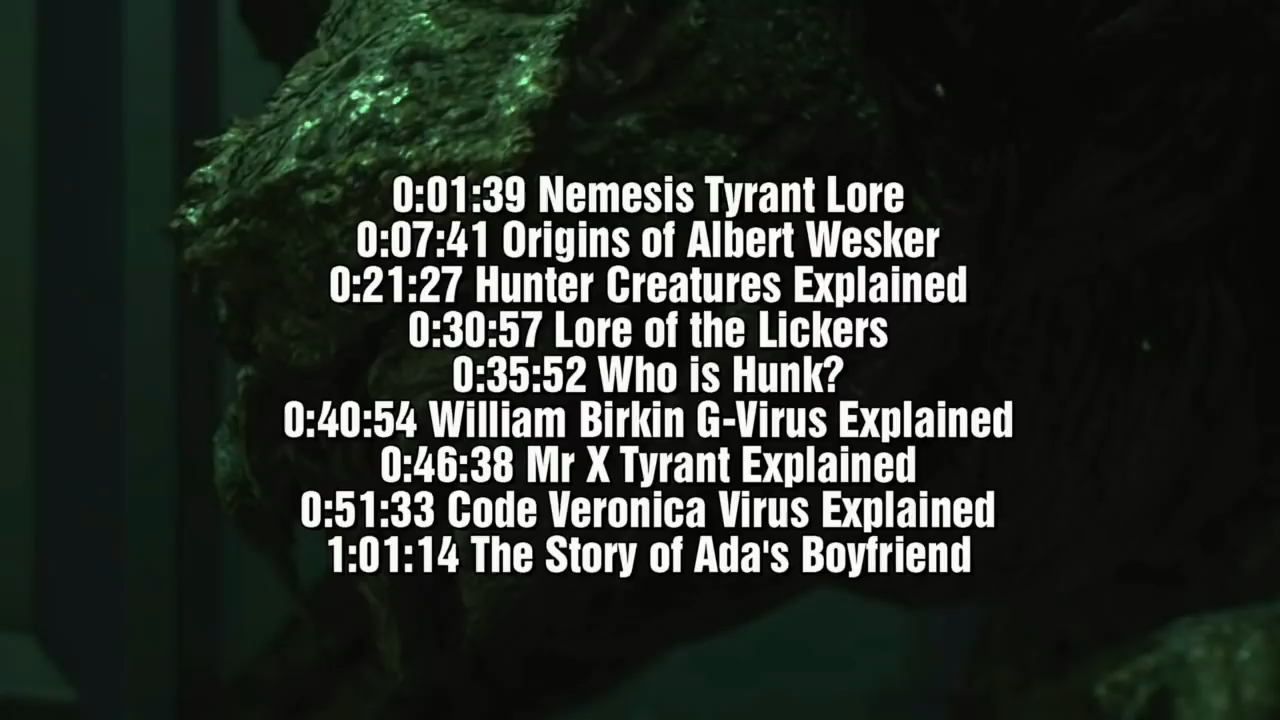 0:01:39 Nemesis Tyrant Lore
0:07:41 Origins of Albert Wesker
0:21:27 Hunter Creatures Explained
0:30:57 Lore of the Lickers
0:35:52 Who is Hunk?
0:40:54 William Birkin G-Virus Explained
0:46:38 Mr X Tyrant Explained
0:51:33 Code Veronica Virus Explained
1:01:14 The Story of Ada's Boyfriend